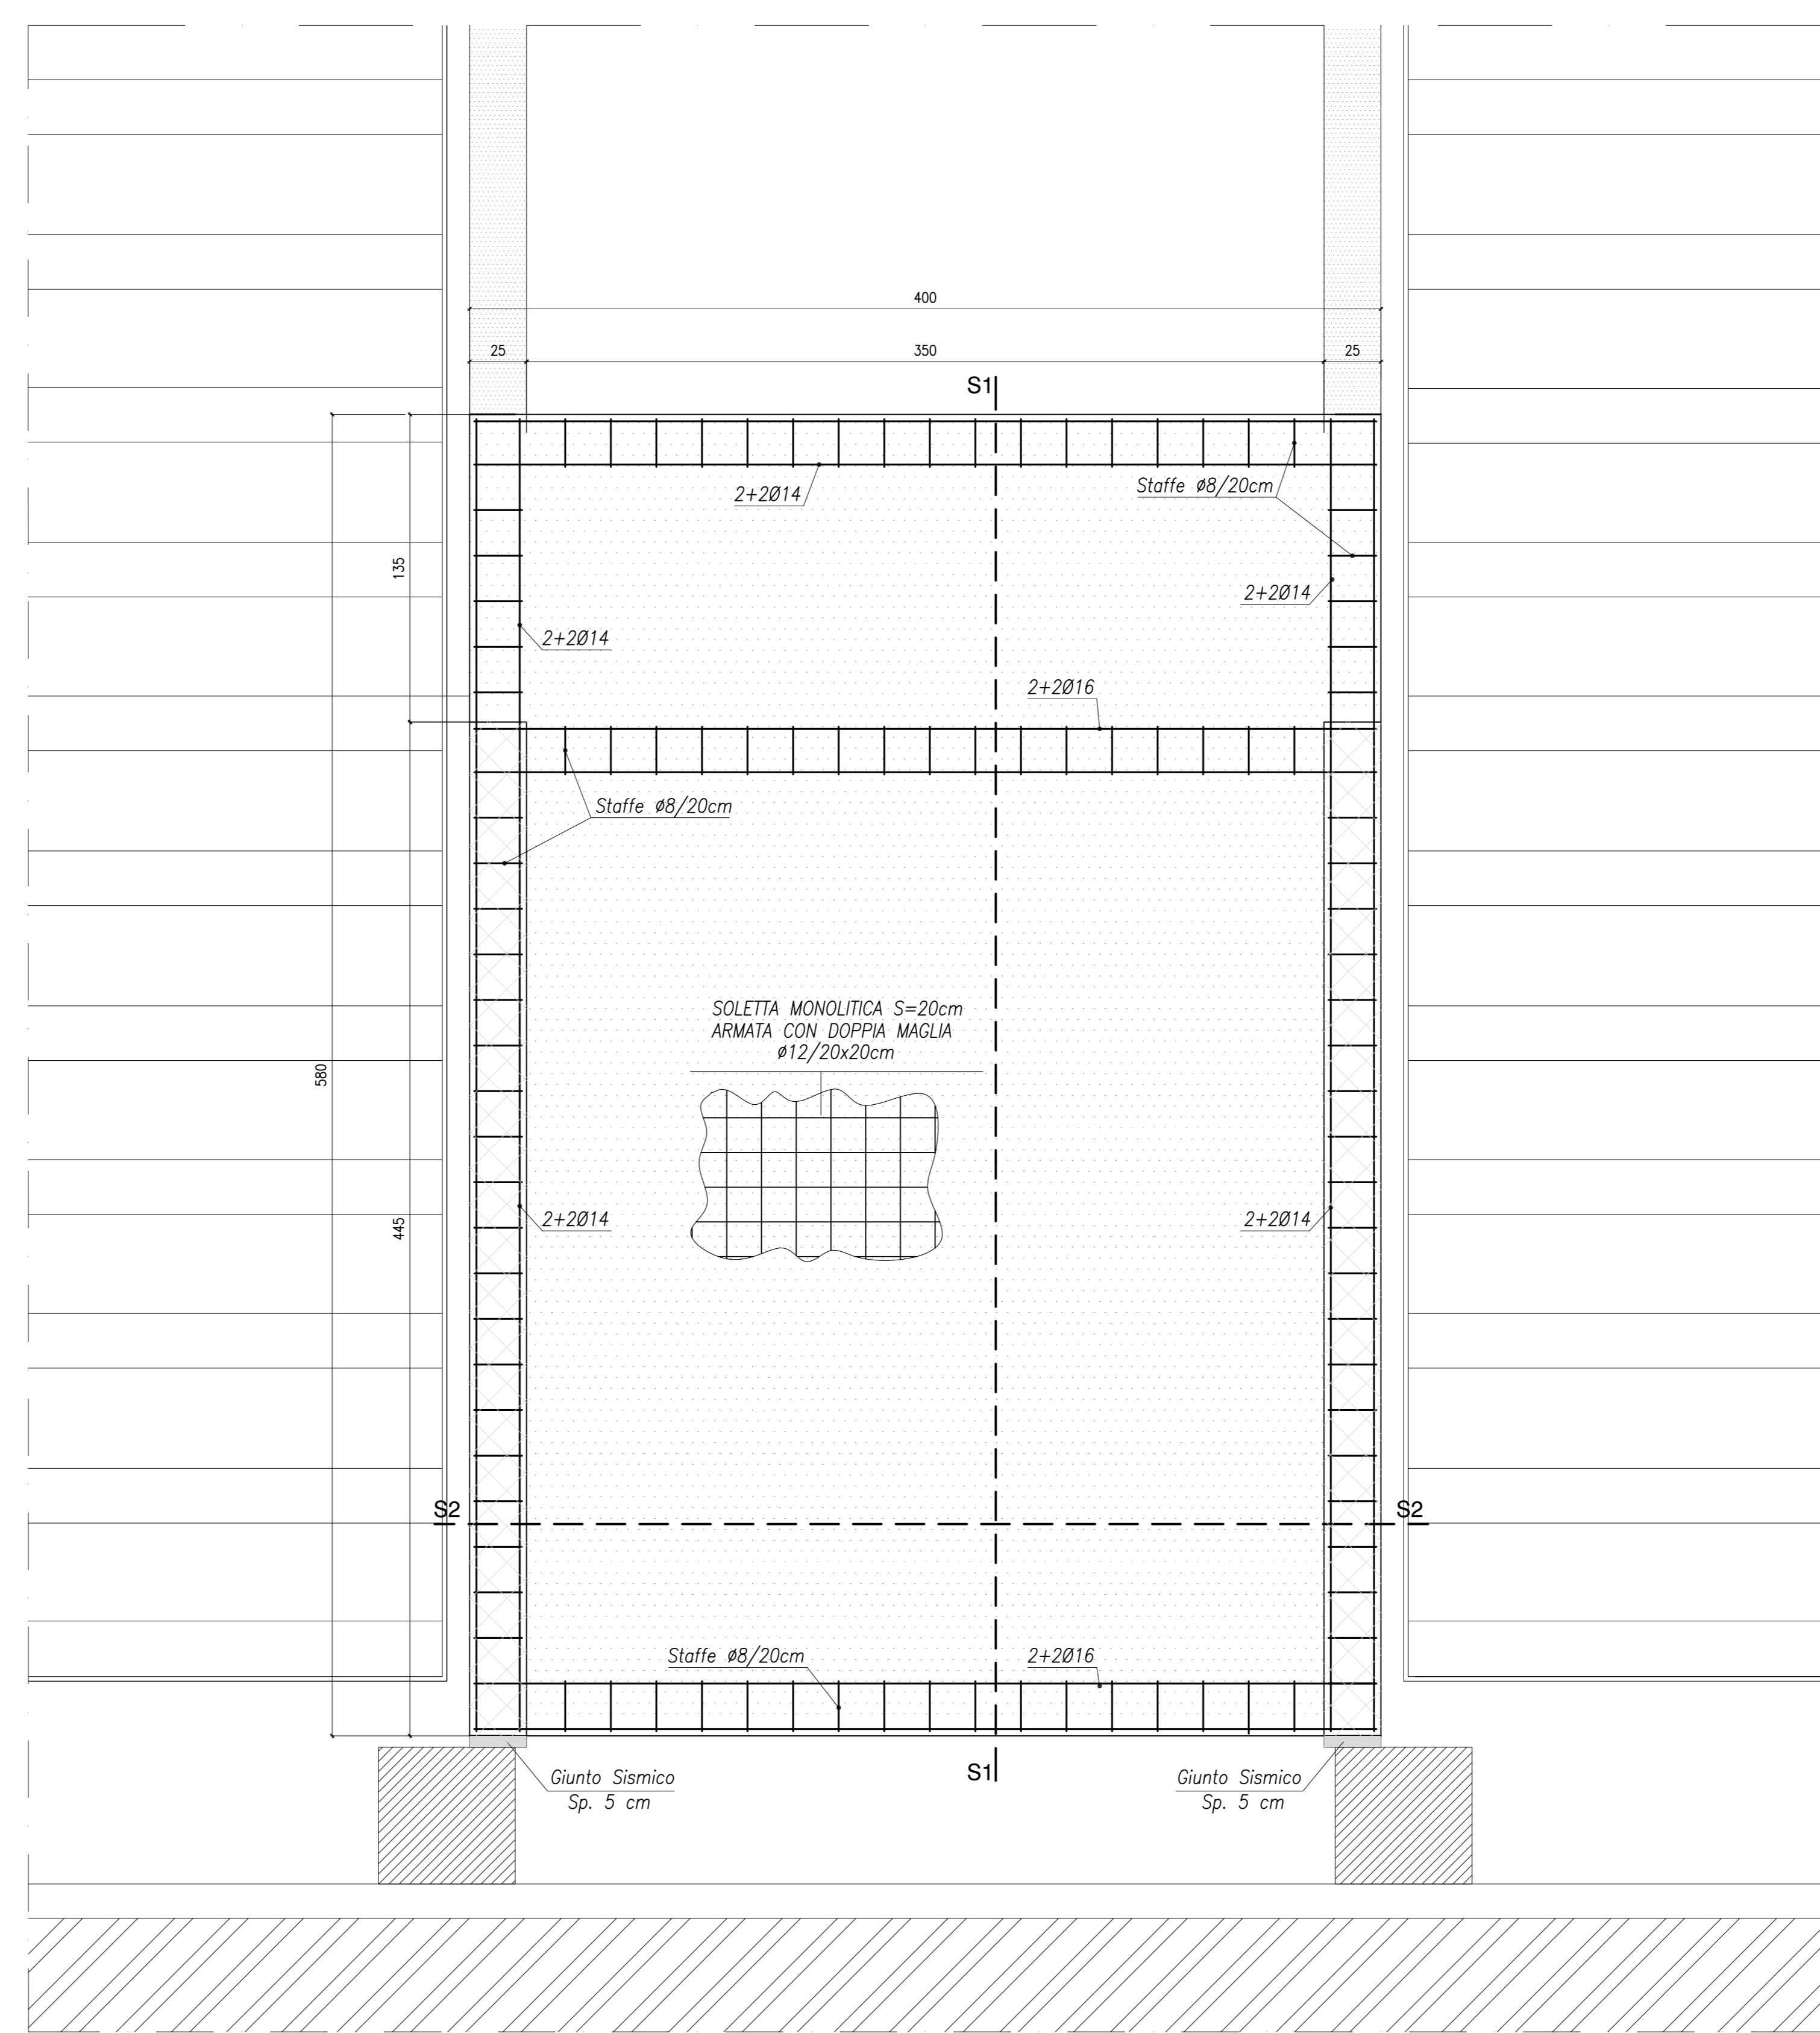 400
25
350
25
S1
2+2Ø14
Staffe ø8/20cm
135
2+2Ø14
2+2Ø14
2+2Ø16
Staffe ø8/20cm
SOLETTA MONOLITICA S=20cm
ARMATA CON DOPPIA MAGLIA
ø12/20x20cm
580
445
2+2Ø14
2+2Ø14
S2
S2
Staffe ø8/20cm
2+2Ø16
S1
Giunto Sismico
Sp. 5 cm
Giunto Sismico
Sp. 5 cm